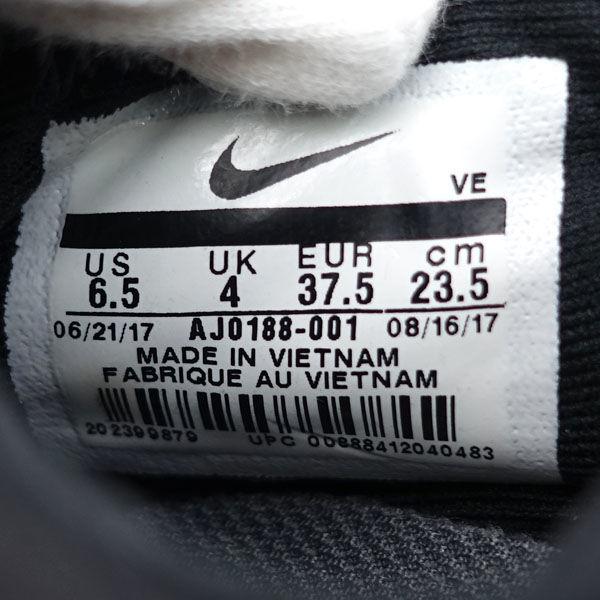 VE
US UK EUR cm
6.5 4 37.5 23.5
06/21/17 AJ0188-001 08/16/17
MADE IN VIETNAM
FABRIQUE AU VIETNAM
202399879 UPC 00888412040483